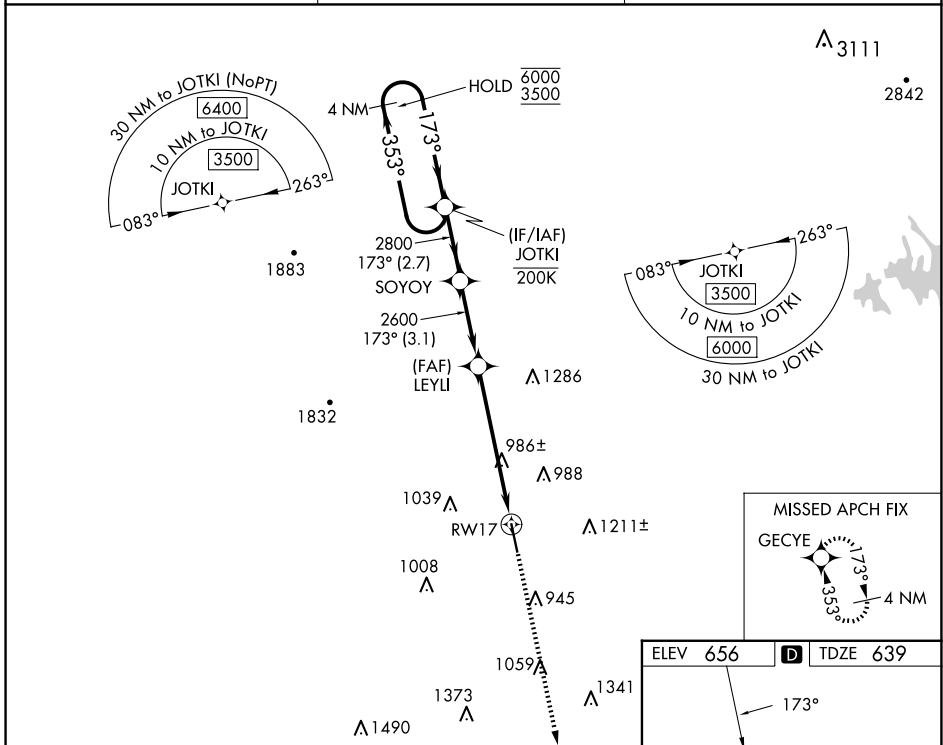 3111
2842
30 NM to JOTKI (NoPT)
6400
10 NM to JOTKI
3500
JOTKI
083°
263°
HOLD 6000
3500
4 NM
173°
353°
(IF/IAF)
JOTKI
200K
2800
173° (2.7)
SOYOY
2600
173° (3.1)
(FAF)
LEYLI
1883
1832
083°
263°
JOTKI
3500
10 NM to JOTKI
6000
30 NM to JOTKI
1286
986±
988
1039
RW17
1211±
1008
945
1059
1373
1341
1490
MISSED APCH FIX
GECYE
173°
353°
4 NM
ELEV 656 D TDZE 639
173°